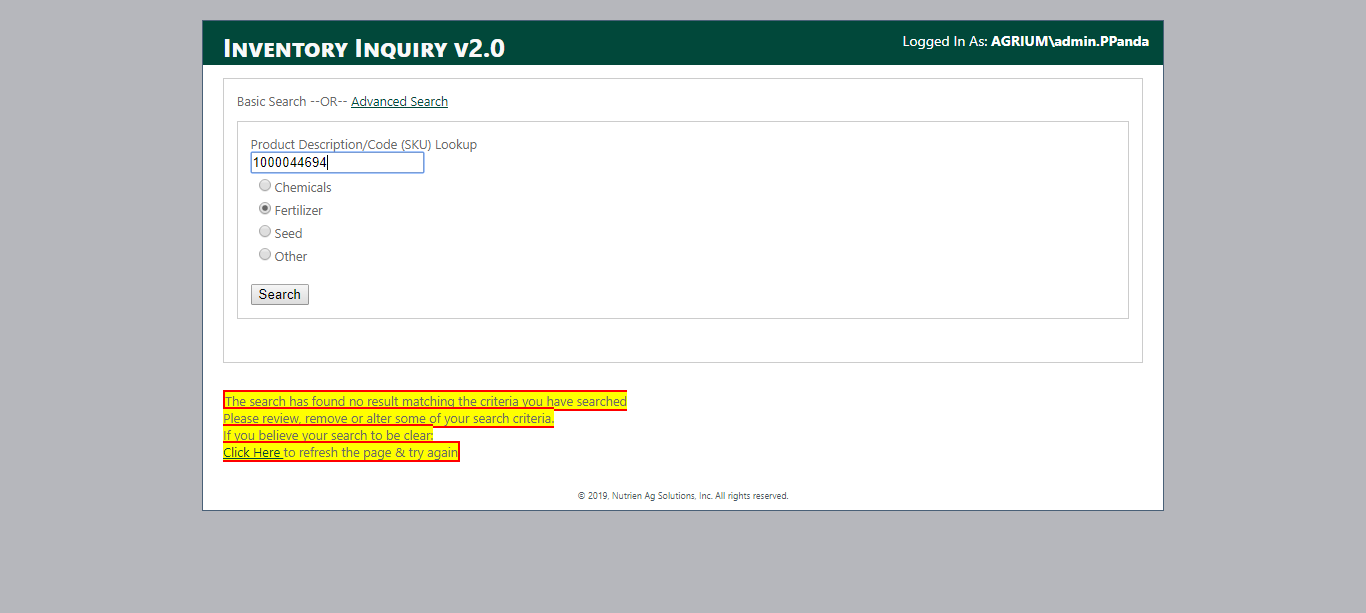 INVENTORY INQUIRY V2.0
Logged In As: AGRIUM\admin.PPanda
Basic Search --OR-- Advanced Search
Product Description/Code (SKU) Lookup
1000044694
Chemicals
Fertilizer
Seed
Other
Search
The search has found no result matching the criteria you have searched
Please review, remove or alter some of your search criteria.
If you believe your search to be clear:
Click Here to refresh the page & try again
© 2019, Nutrien Ag Solutions, Inc. All rights reserved.